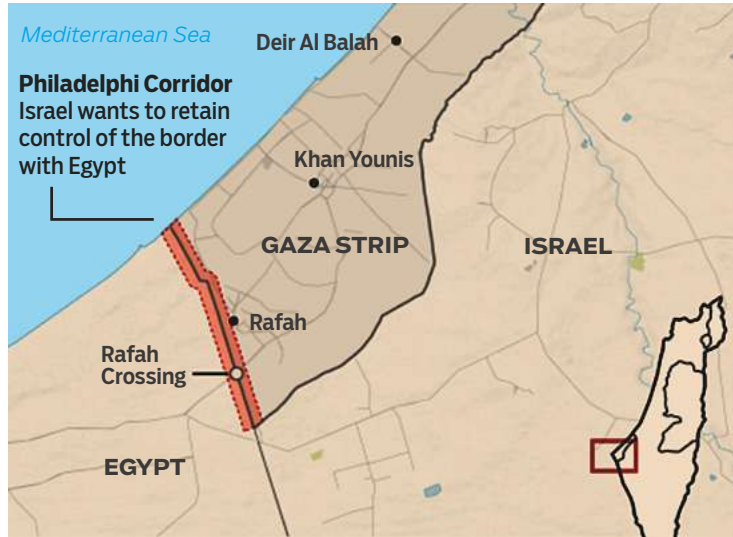 Mediterranean Sea
Deir Al Balah
Philadelphi Corridor
Israel wants to retain
control of the border
with Egypt
Khan Younis
GAZA STRIP
ISRAEL
Rafah
Rafah
Crossing
EGYPT